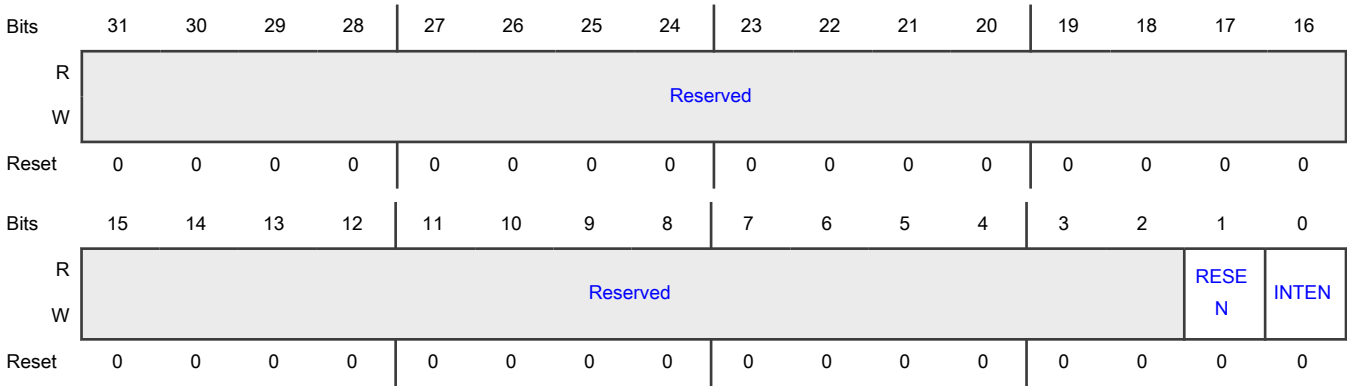 Bits 31 30 29 28 27 26 25 24 23 22 21 20 19 18 17 16
R
Reserved
W
Reset 0 0 0 0 0 0 0 0 0 0 0 0 0 0 0 0
Bits 15 14 13 12 11 10 9 8 7 6 5 4 3 2 1 0
R
Reserved RESE N INTEN
W
Reset 0 0 0 0 0 0 0 0 0 0 0 0 0 0 0 0